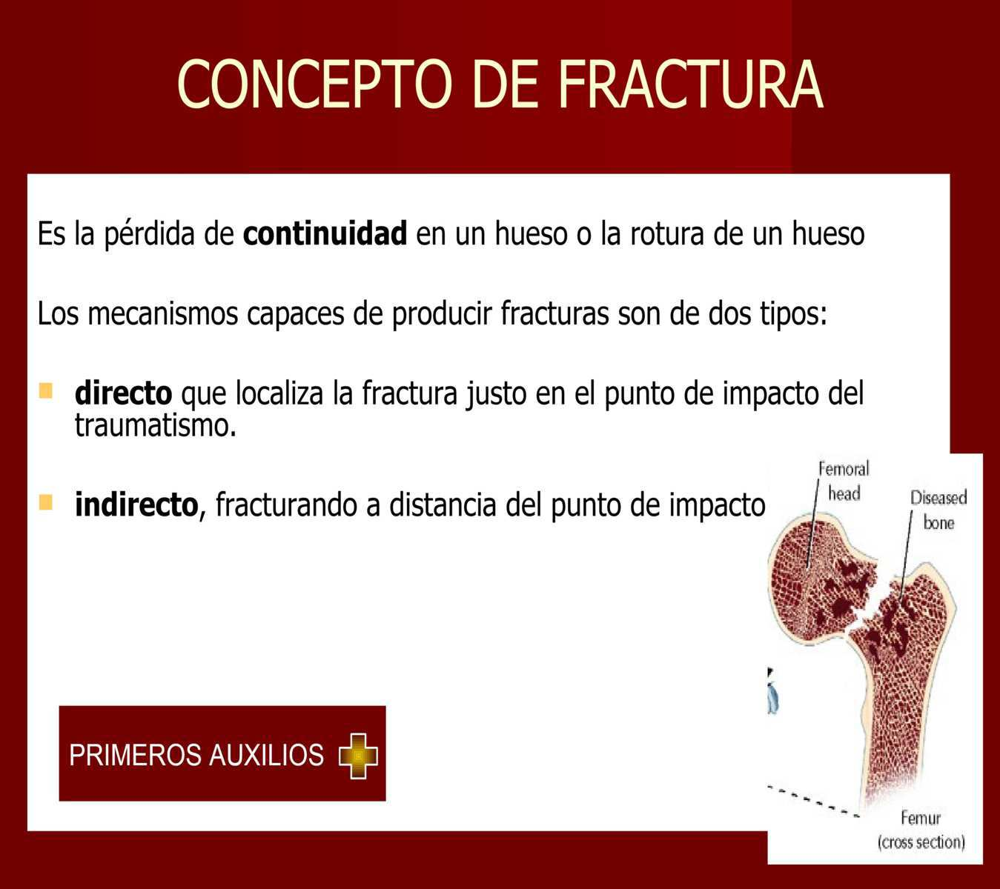 CONCEPTO DE FRACTURA
Es la pérdida de continuidad en un hueso o la rotura de un hueso
Los mecanismos capaces de producir fracturas son de dos tipos:
directo que localiza la fractura justo en el punto de impacto del
traumatismo.
indirecto, fracturando a distancia del punto de impacto
Femoral
head
Diseased
bone
PRIMEROS AUXILIOS
Femur
(cross section)